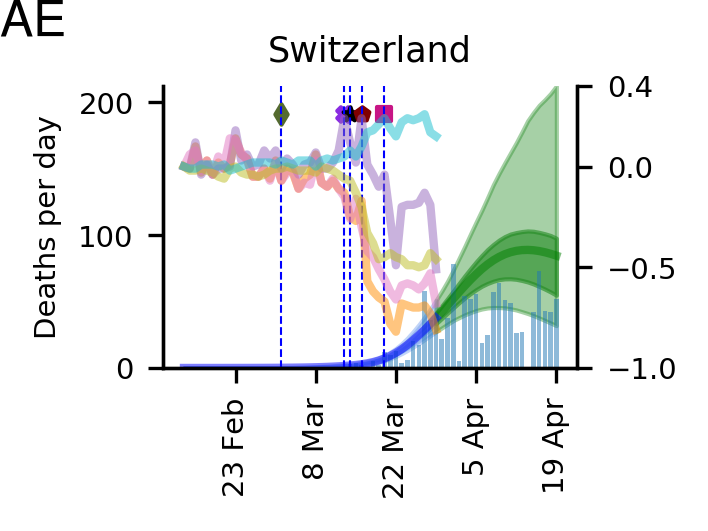 AE
Switzerland
Deaths per day
200
100
0
0.4
0.0
−0.5
−1.0
23 Feb
8 Mar
22 Mar
5 Apr
19 Apr